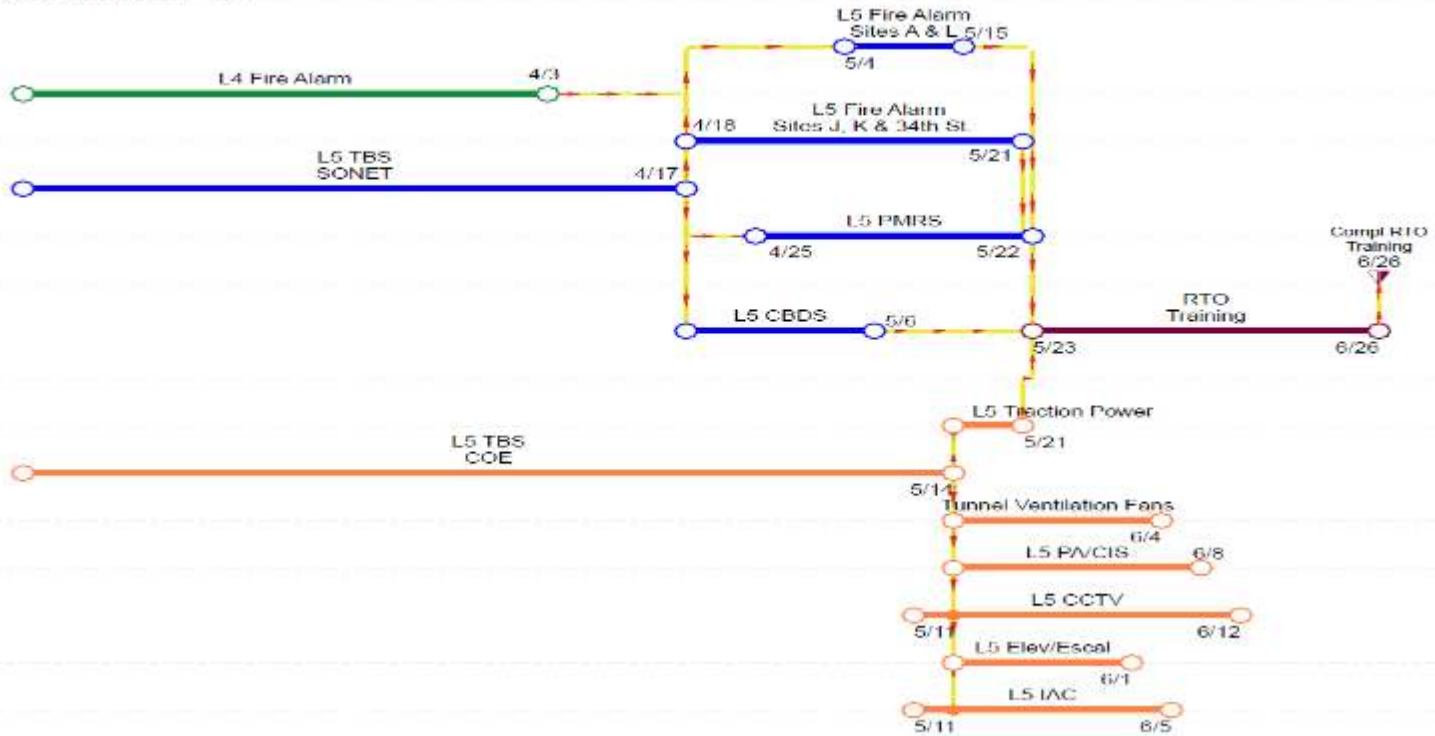 L5 Fire Alarm
Sites A & L 5/15
5/4
L4 Fire Alarm
4/3
L5 Fire Alarm
Sites J, K & 34th St.
4/18
5/21
L5 TBS
SONET
4/17
L5 PMRS
4/25
5/22
Compl RTO
Training
6/26
L5 CBDS
5/6
RTO
Training
5/23
6/26
L5 Traction Power
5/21
L5 TBS
COE
5/14
Tunnel Ventilation Fans
6/4
L5 PA/CIS
6/8
L5 CCTV
5/11
6/12
L5 Elev/Escal
6/1
L5 IAC
5/11
6/5